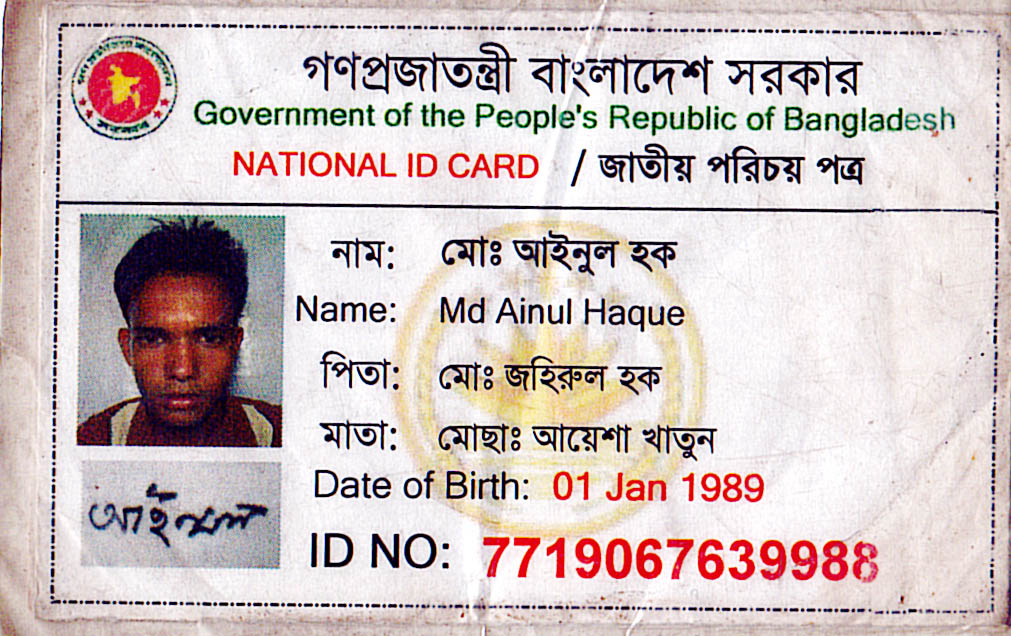 গণপ্রজাতন্ত্রী বাংলাদেশ সরকার
Government of the People's Republic of Bangladesh
NATIONAL ID CARD / জাতীয় পরিচয় পত্র
নাম: মোঃ আইনুল হক
Name: Md Ainul Haque
পিতা: মোঃ জহিরুল হক
মাতা: মোছাঃ আয়েশা খাতুন
Date of Birth: 01 Jan 1989
আইনুল
ID NO: 7719067639988